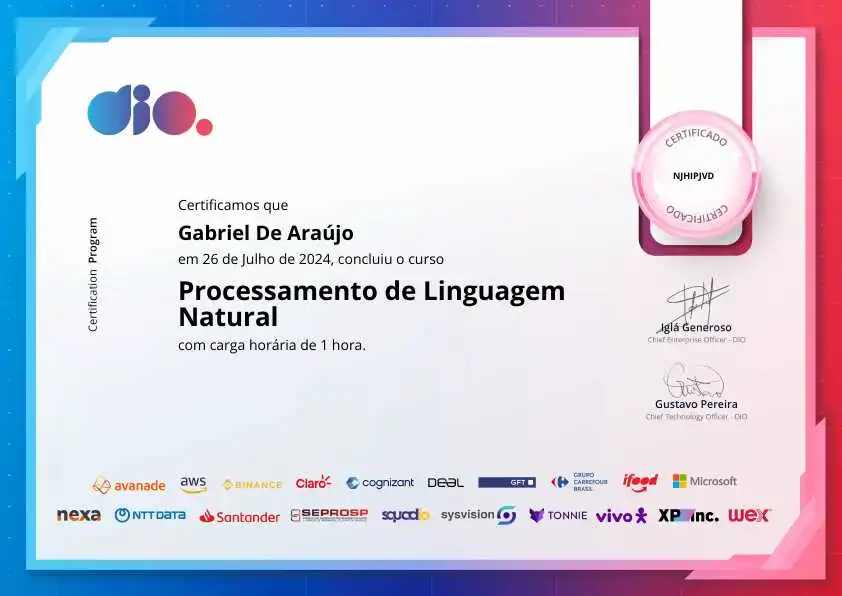 dio.
CERTIFICADO
NJHIPJVD
CERTIFICADO
Certification Program
Certificamos que
Gabriel De Araújo
em 26 de Julho de 2024, concluiu o curso
Processamento de Linguagem
Natural
com carga horária de 1 hora.
Iglá Generoso
Chief Enterprise Officer - DIO
Gustavo Pereira
Chief Technology Officer - DIO
avanade aws BINANCE Claro cognizant DEAL GFT GRUPO CARREFOUR BRASIL ifood Microsoft
nexa NTT DATA Santander SEPROSP squadio sysvision TONNIE vivo XP inc. wex